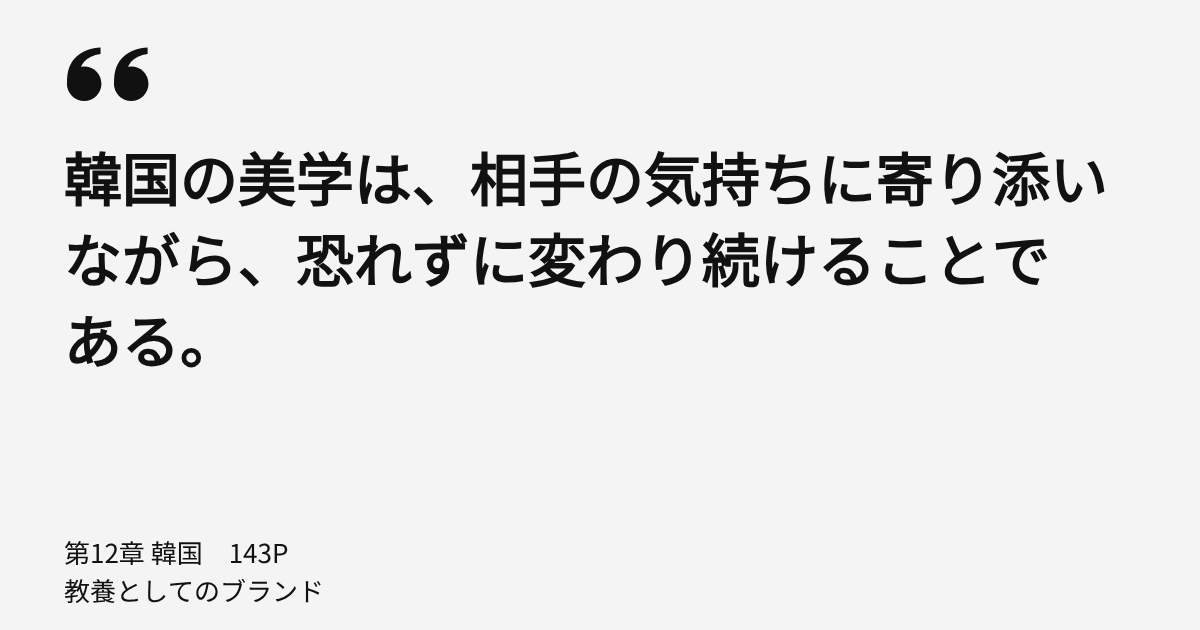 “
韓国の美学は、相手の気持ちに寄り添い
ながら、恐れずに変わり続けることで
ある。
第12章 韓国　143P
教養としてのブランド